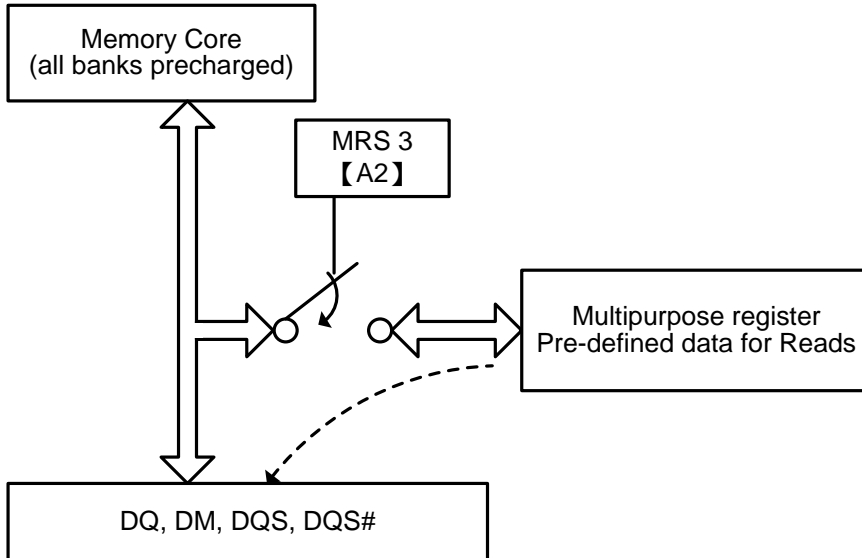 Memory Core
(all banks precharged)
MRS 3
【A2】
Multipurpose register
Pre-defined data for Reads
DQ, DM, DQS, DQS#